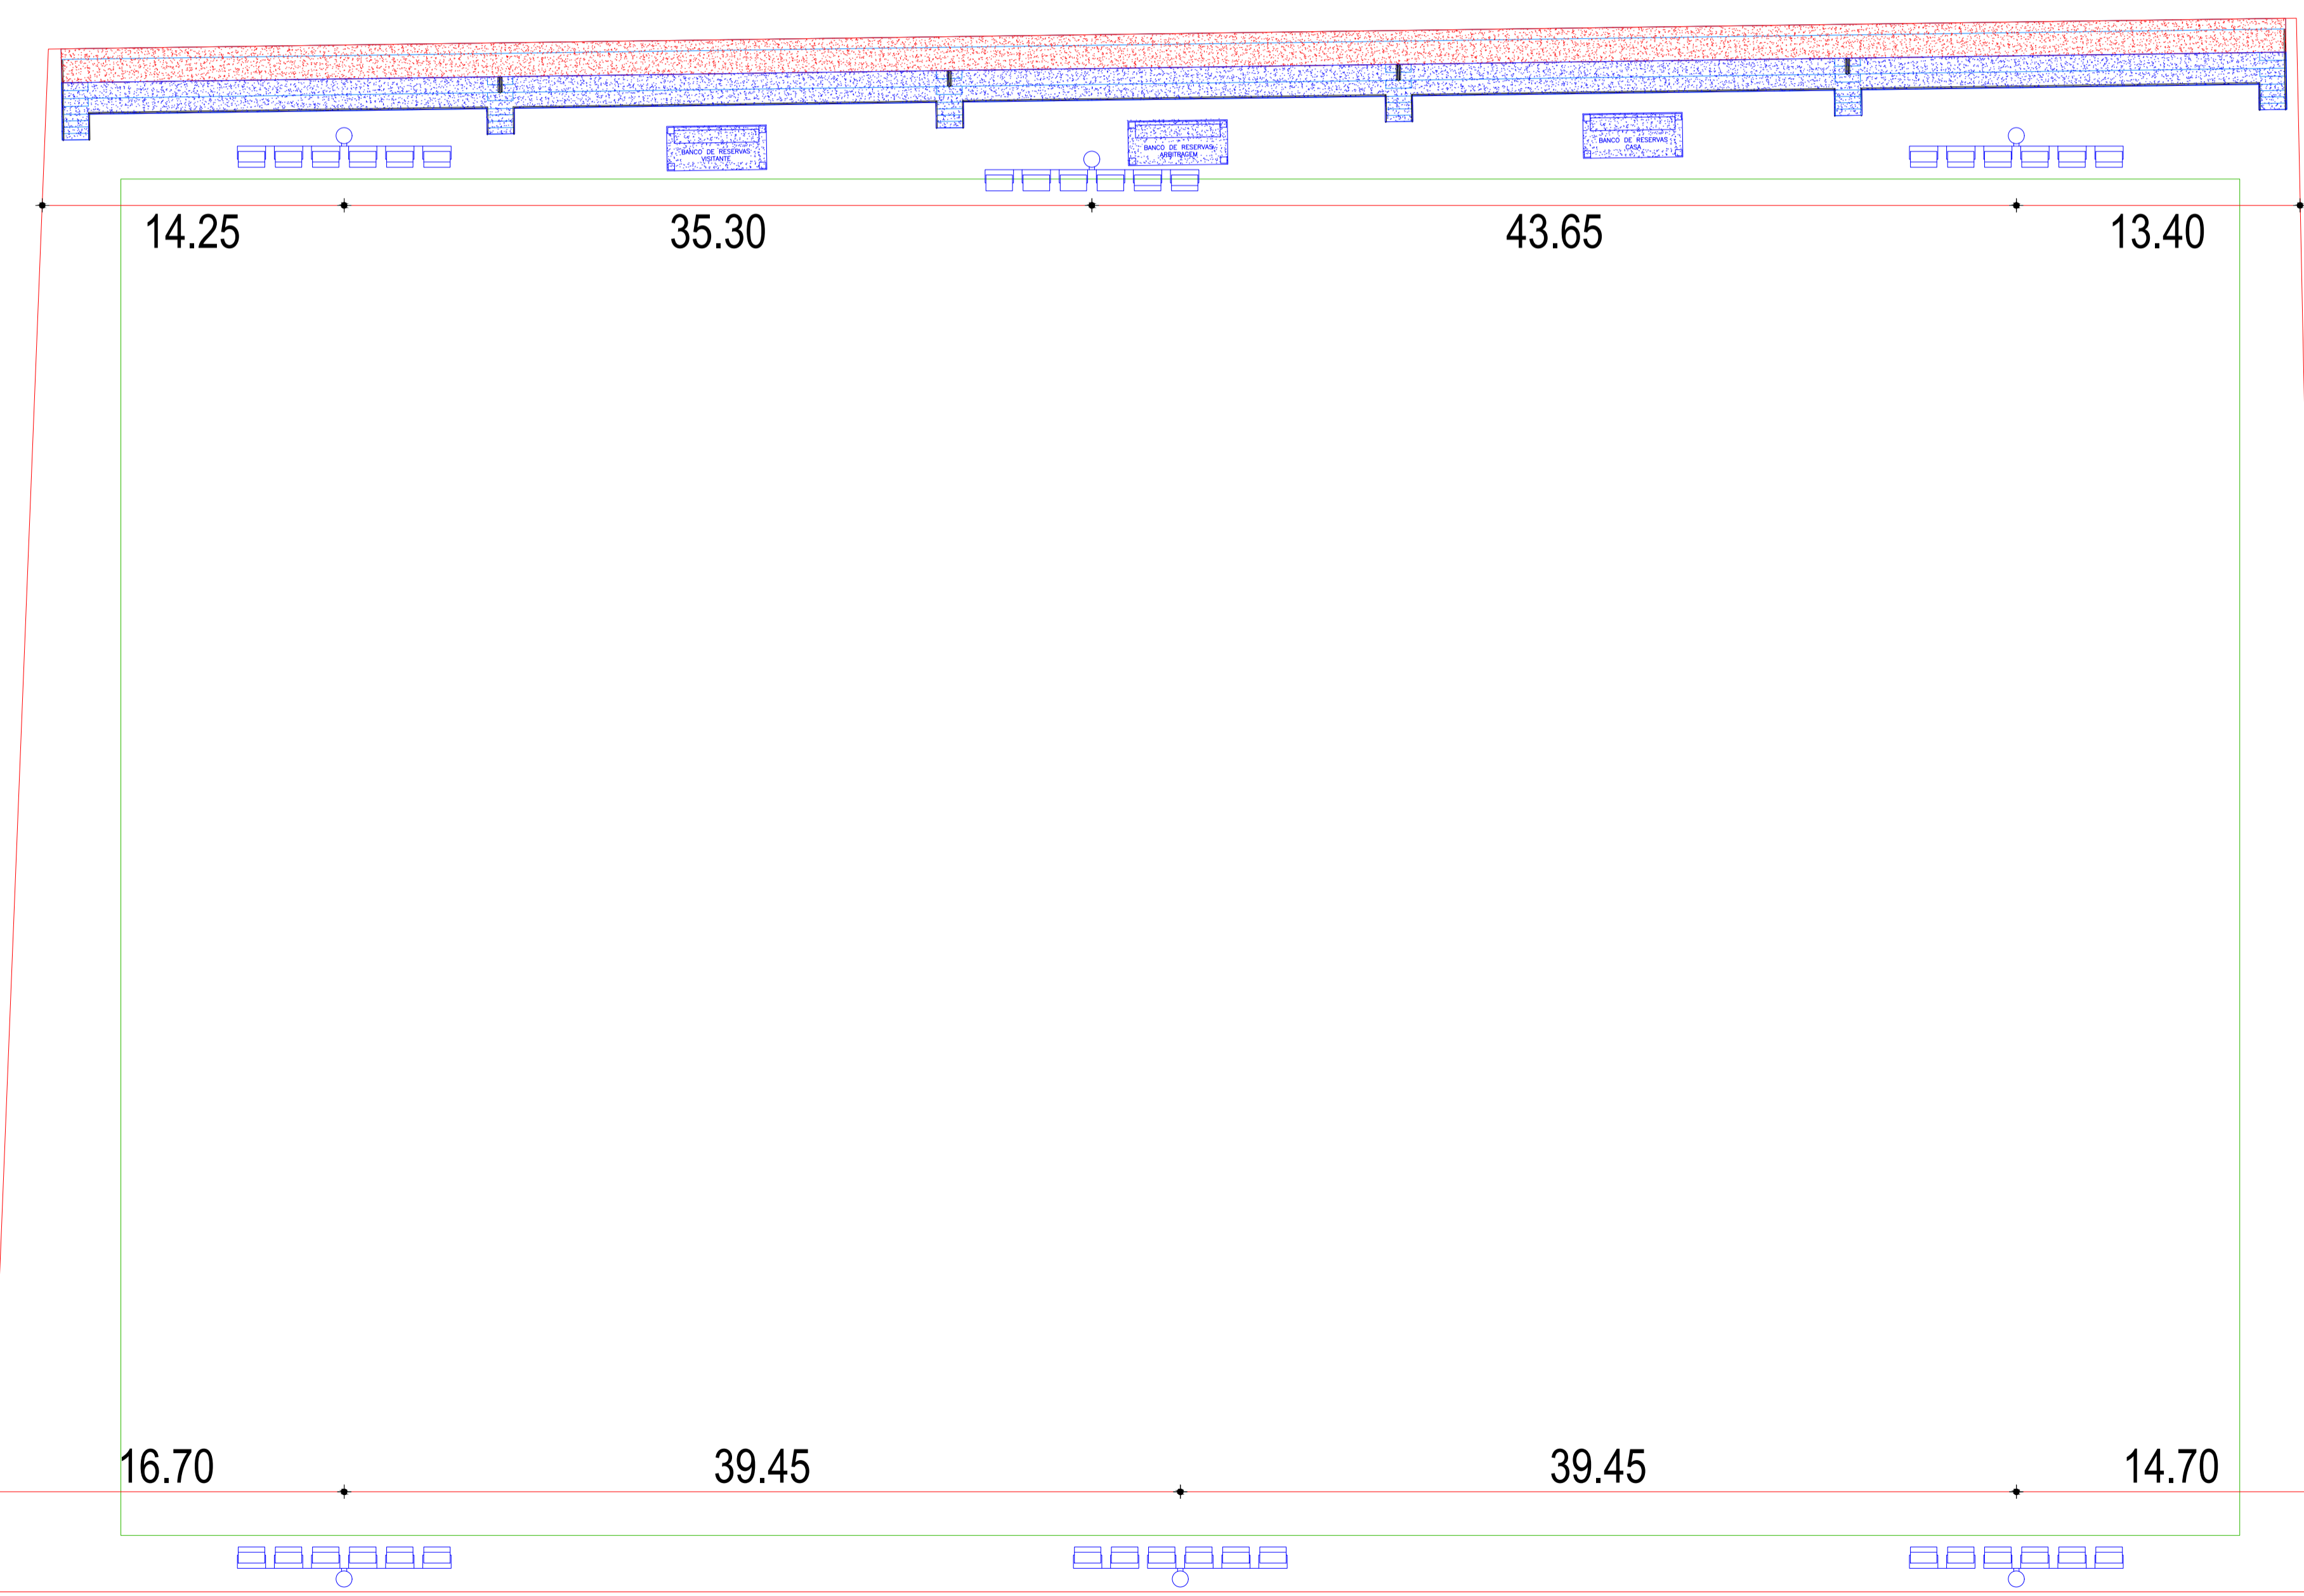 BANCO DE RESERVAS
VISITANTE
BANCO DE RESERVAS
ARBITRAGEM
BANCO DE RESERVAS
CASA
14.25
35.30
43.65
13.40
16.70
39.45
39.45
14.70